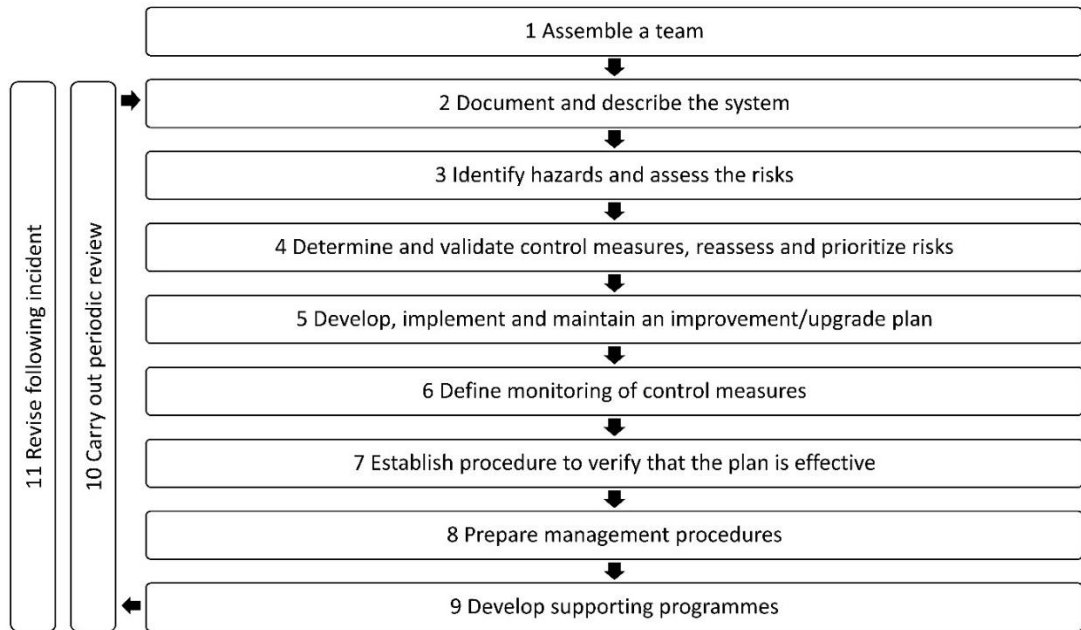 1 Assemble a team
2 Document and describe the system
3 Identify hazards and assess the risks
4 Determine and validate control measures, reassess and prioritize risks
5 Develop, implement and maintain an improvement/upgrade plan
6 Define monitoring of control measures
7 Establish procedure to verify that the plan is effective
8 Prepare management procedures
9 Develop supporting programmes
10 Carry out periodic review
11 Revise following incident